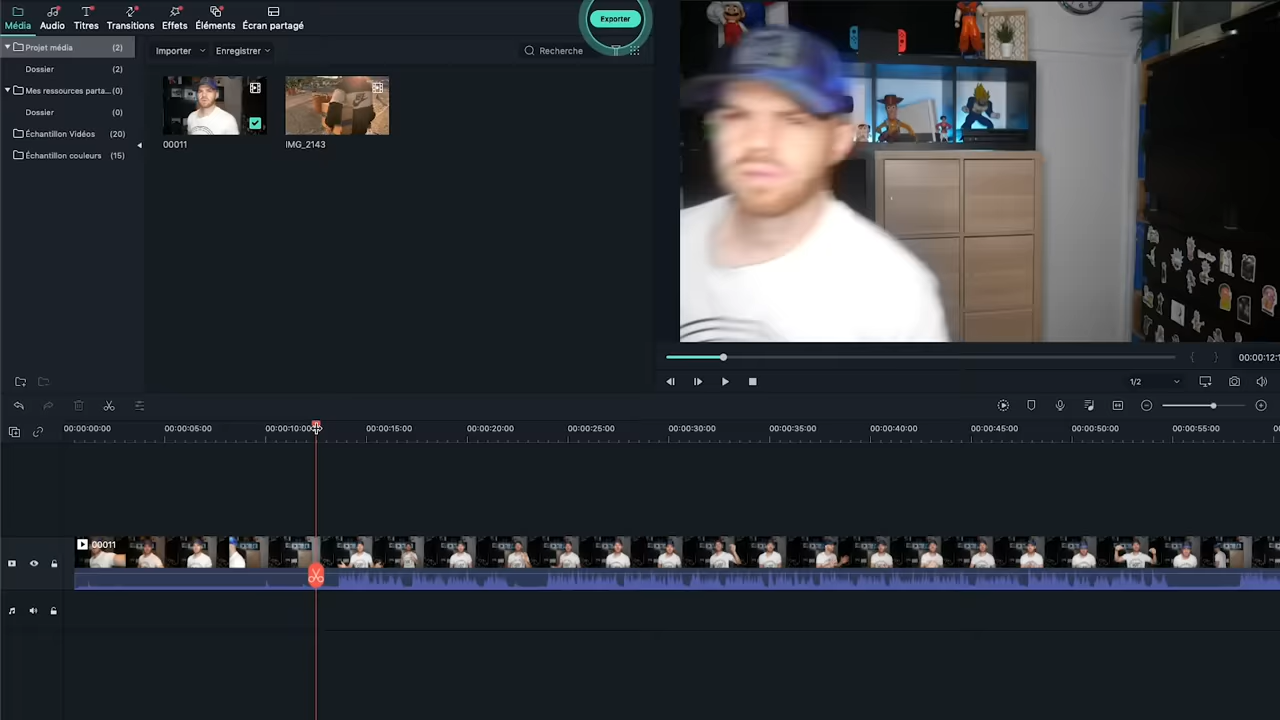 Média Audio Titres Transitions Effets Éléments Écran partagé
Exporter
Projet média (2)
Dossier (2)
Mes ressources parta... (0)
Dossier (0)
Échantillon Vidéos (20)
Échantillon couleurs (15)
Importer Enregistrer Recherche
00011 IMG_2143
00:00:12:1
1/2
00:00:00:00 00:00:05:00 00:00:10:00 00:00:15:00 00:00:20:00 00:00:25:00 00:00:30:00 00:00:35:00 00:00:40:00 00:00:45:00 00:00:50:00 00:00:55:00
00011